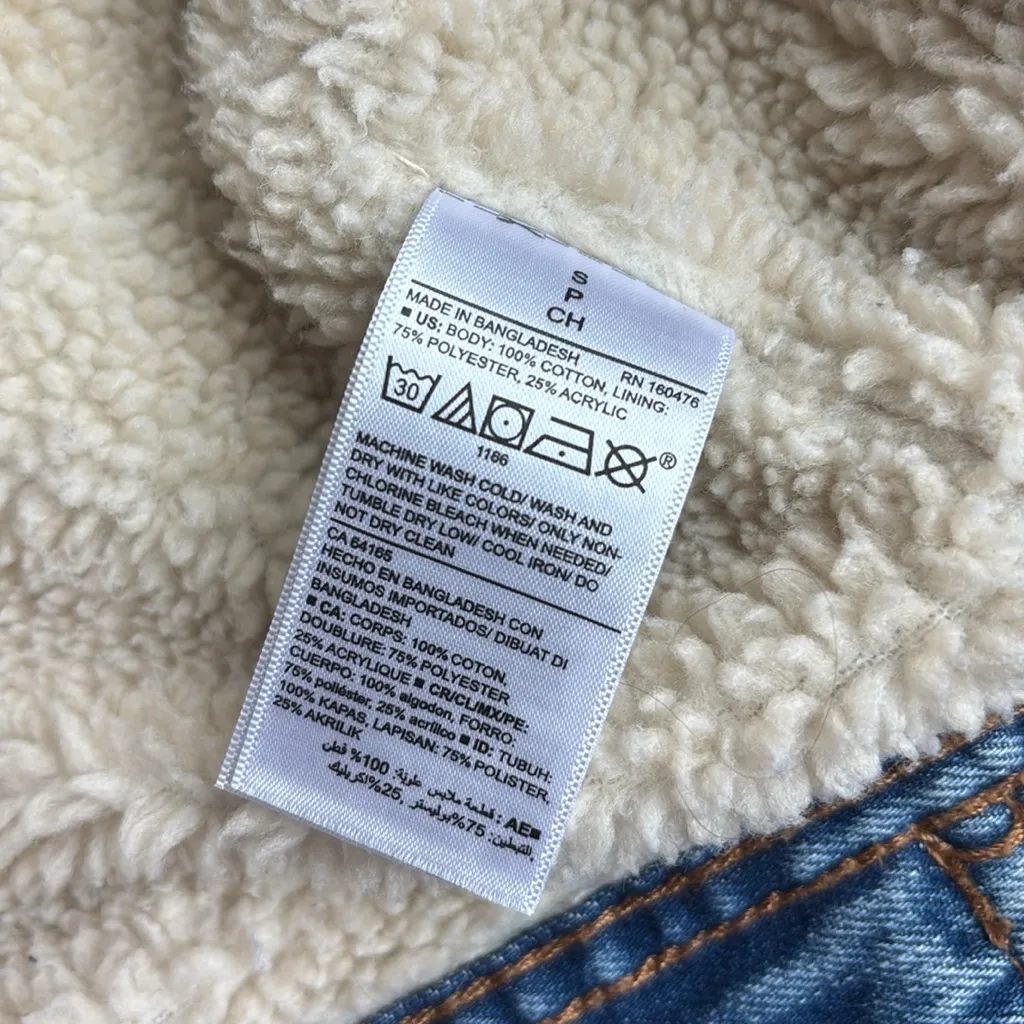 S
P
CH
MADE IN BANGLADESH RN 160476
■ US: BODY: 100% COTTON, LINING:
75% POLYESTER, 25% ACRYLIC
30
®
1166
MACHINE WASH COLD/ WASH AND
DRY WITH LIKE COLORS/ ONLY NON-
CHLORINE BLEACH WHEN NEEDED/
TUMBLE DRY LOW/ COOL IRON/ DO
NOT DRY CLEAN
CA 64165
HECHO EN BANGLADESH CON
INSUMOS IMPORTADOS/ DIBUAT DI
BANGLADESH
■ CA: CORPS: 100% COTON,
DOUBLURE: 75% POLYESTER,
25% ACRYLIQUE ■ CR/CL/MX/PE:
CUERPO: 100% algodon, FORRO:
75% poliéster, 25% acrílico ■ ID: TUBUH:
100% KAPAS, LAPISAN: 75% POLISTER,
25% AKRILIK
■AE : قطعة ملابس علوية: 100% قطن
,التبطين: 75%بوليستر ,25%اكريليك